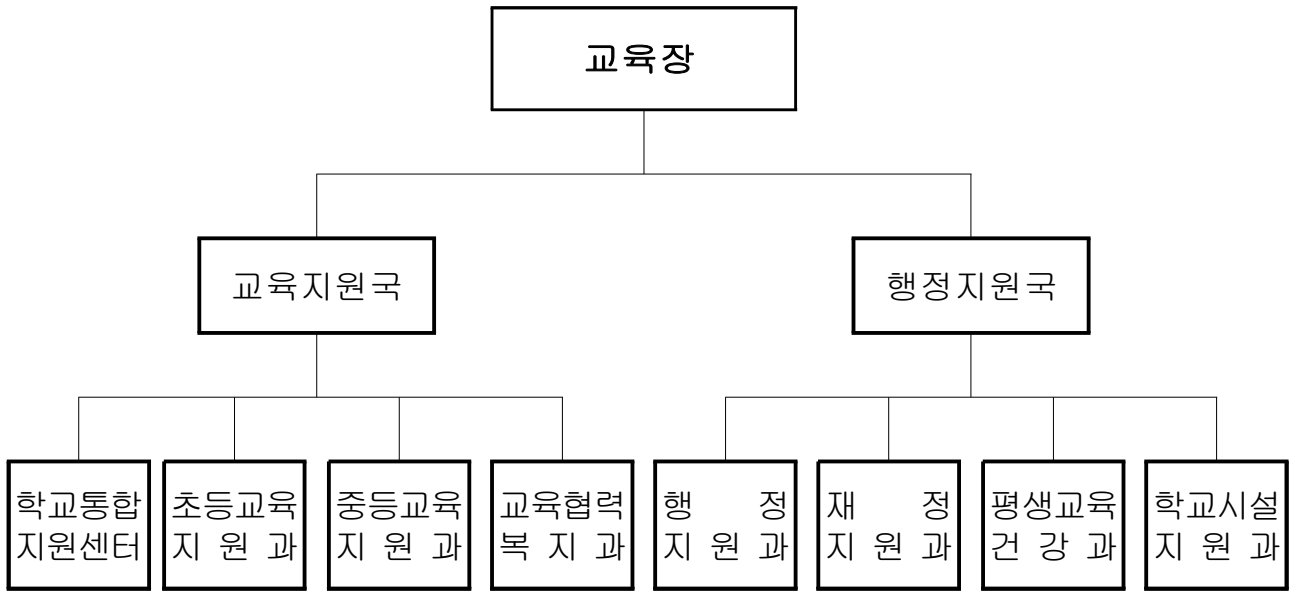 교육장
교육지원국
행정지원국
학교통합
지원센터
초등교육
지 원 과
중등교육
지 원 과
교육협력
복 지 과
행 정
지 원 과
재 정
지 원 과
평생교육
건 강 과
학교시설
지 원 과